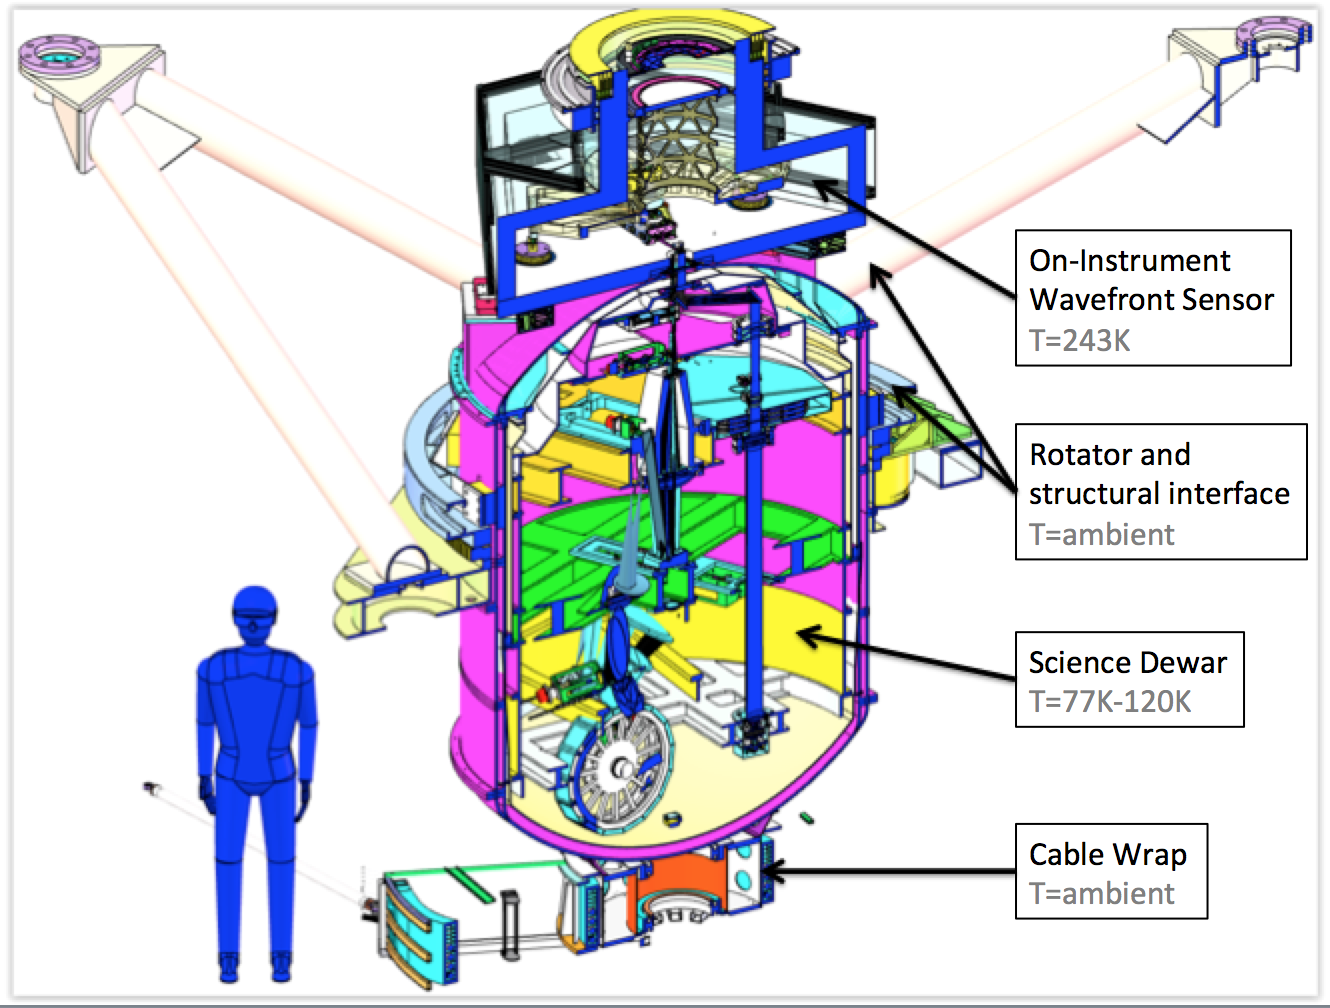 On-Instrument
Wavefront Sensor
T=243K
Rotator and
structural interface
T=ambient
Science Dewar
T=77K-120K
Cable Wrap
T=ambient